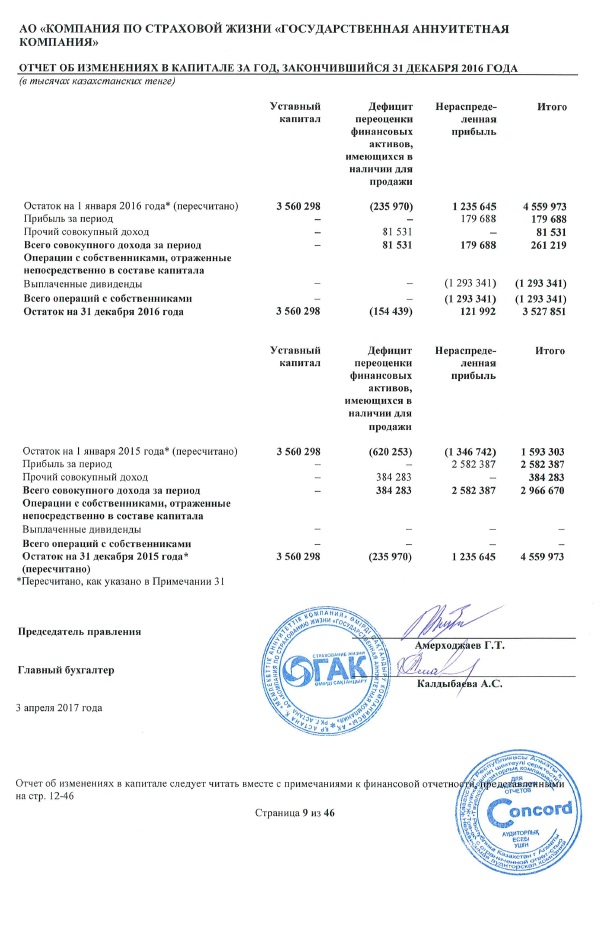 АО «КОМПАНИЯ ПО СТРАХОВОЙ ЖИЗНИ «ГОСУДАРСТВЕННАЯ АННУИТЕТНАЯ
КОМПАНИЯ»
ОТЧЕТ ОБ ИЗМЕНЕНИЯХ В КАПИТАЛЕ ЗА ГОД, ЗАКОНЧИВШИЙСЯ 31 ДЕКАБРЯ 2016 ГОДА
(в тысячах казахстанских тенге)
Уставный Дефицит Нераспреде- Итого
капитал переоценки ленная
финансовых прибыль
активов,
имеющихся в
наличии для
продажи
Остаток на 1 января 2016 года* (пересчитано) 3 560 298 (235 970) 1 235 645 4 559 973
Прибыль за период – – 179 688 179 688
Прочий совокупный доход – 81 531 – 81 531
Всего совокупного дохода за период – 81 531 179 688 261 219
Операции с собственниками, отраженные
непосредственно в составе капитала
Выплаченные дивиденды – – (1 293 341) (1 293 341)
Всего операций с собственниками – – (1 293 341) (1 293 341)
Остаток на 31 декабря 2016 года 3 560 298 (154 439) 121 992 3 527 851
Уставный Дефицит Нераспреде- Итого
капитал переоценки ленная
финансовых прибыль
активов,
имеющихся в
наличии для
продажи
Остаток на 1 января 2015 года* (пересчитано) 3 560 298 (620 253) (1 346 742) 1 593 303
Прибыль за период – – 2 582 387 2 582 387
Прочий совокупный доход – 384 283 – 384 283
Всего совокупного дохода за период – 384 283 2 582 387 2 966 670
Операции с собственниками, отраженные
непосредственно в составе капитала
Выплаченные дивиденды – – – –
Всего операций с собственниками – – – –
Остаток на 31 декабря 2015 года* 3 560 298 (235 970) 1 235 645 4 559 973
(пересчитано)
*Пересчитано, как указано в Примечании 31
Председатель правления
Амерходжаев Г.Т.
СТРАХОВАНИЕ ЖИЗНИ
ГАК
ӨМІРДІ САҚТАНДЫРУ
Главный бухгалтер
Калдыбаева А.С.
3 апреля 2017 года
Отчет об изменениях в капитале следует читать вместе с примечаниями к финансовой отчетности, представленными
на стр. 12-46
Страница 9 из 46
ДЛЯ
ОТЧЕТОВ
Concord
АУДИТОРЛЫҚ
ЕСЕБІ
ҮШІН